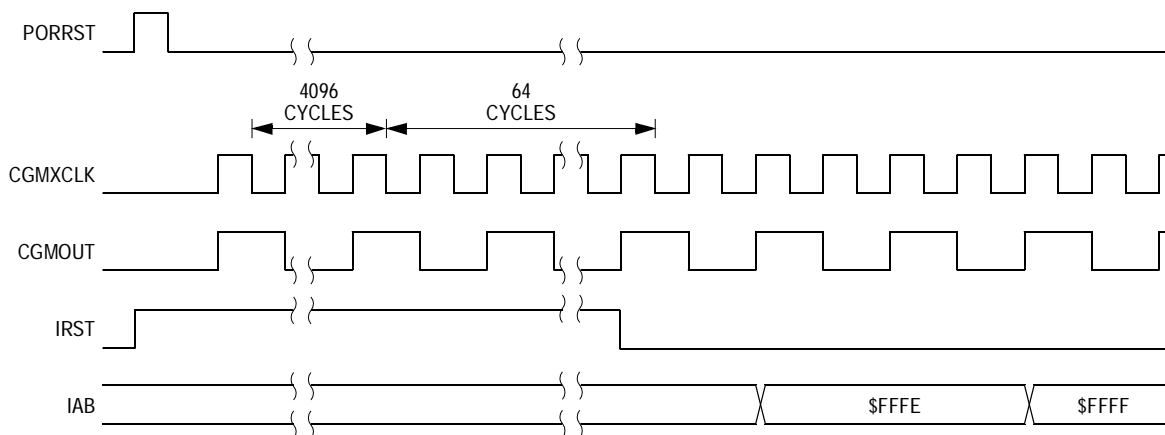 PORRST
4096
CYCLES
64
CYCLES
CGMXCLK
CGMOUT
IRST
IAB
$FFFE
$FFFF